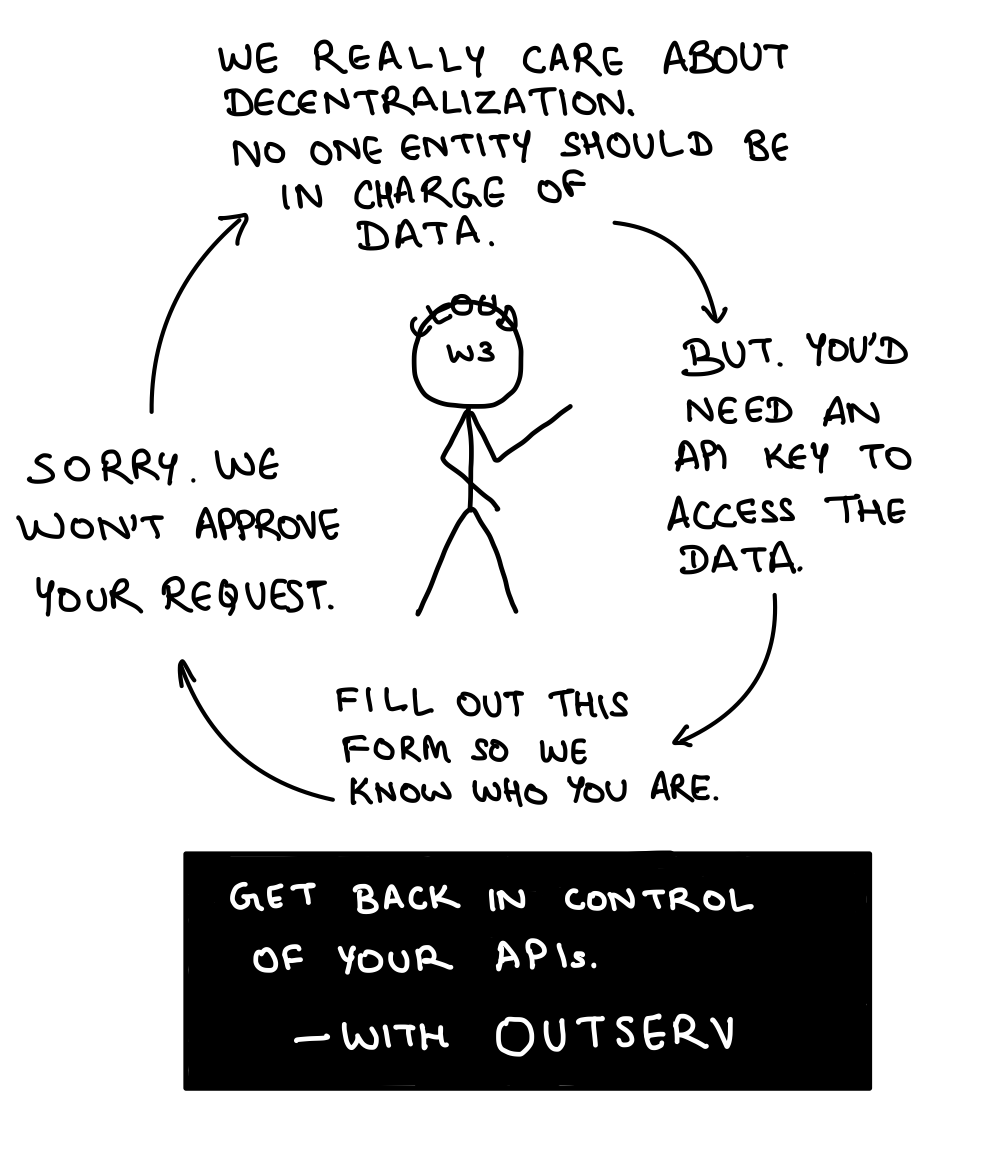 WE REALLY CARE ABOUT
DECENTRALIZATION.
NO ONE ENTITY SHOULD BE
IN CHARGE OF
DATA.
CLOUD
W3
BUT. YOU'D
NEED AN
API KEY TO
ACCESS THE
DATA.
FILL OUT THIS
FORM SO WE
KNOW WHO YOU ARE.
SORRY. WE
WON'T APPROVE
YOUR REQUEST.
GET BACK IN CONTROL
OF YOUR APIs.
—WITH OUTSERV